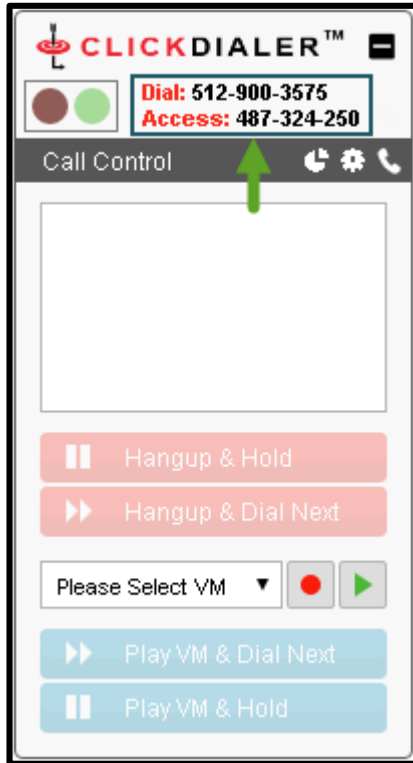 CLICKDIALER™
Dial: 512-900-3575
Access: 487-324-250
Call Control
Hangup & Hold
Hangup & Dial Next
Please Select VM
Play VM & Dial Next
Play VM & Hold